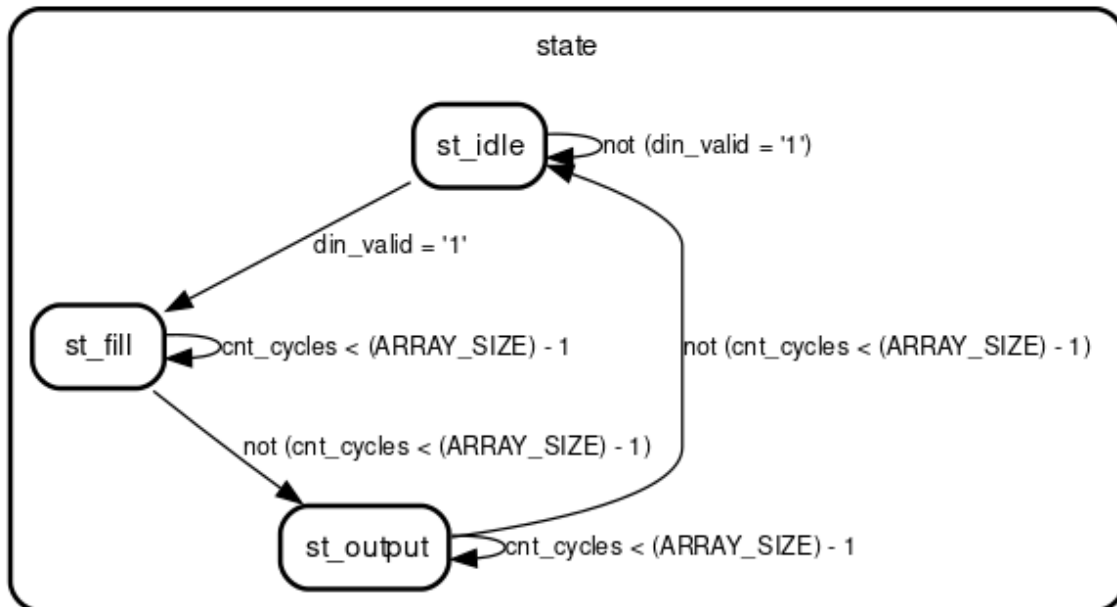 state
st_idle
not (din_valid = '1')
din_valid = '1'
st_fill
cnt_cycles < (ARRAY_SIZE) - 1
not (cnt_cycles < (ARRAY_SIZE) - 1)
not (cnt_cycles < (ARRAY_SIZE) - 1)
st_output
cnt_cycles < (ARRAY_SIZE) - 1